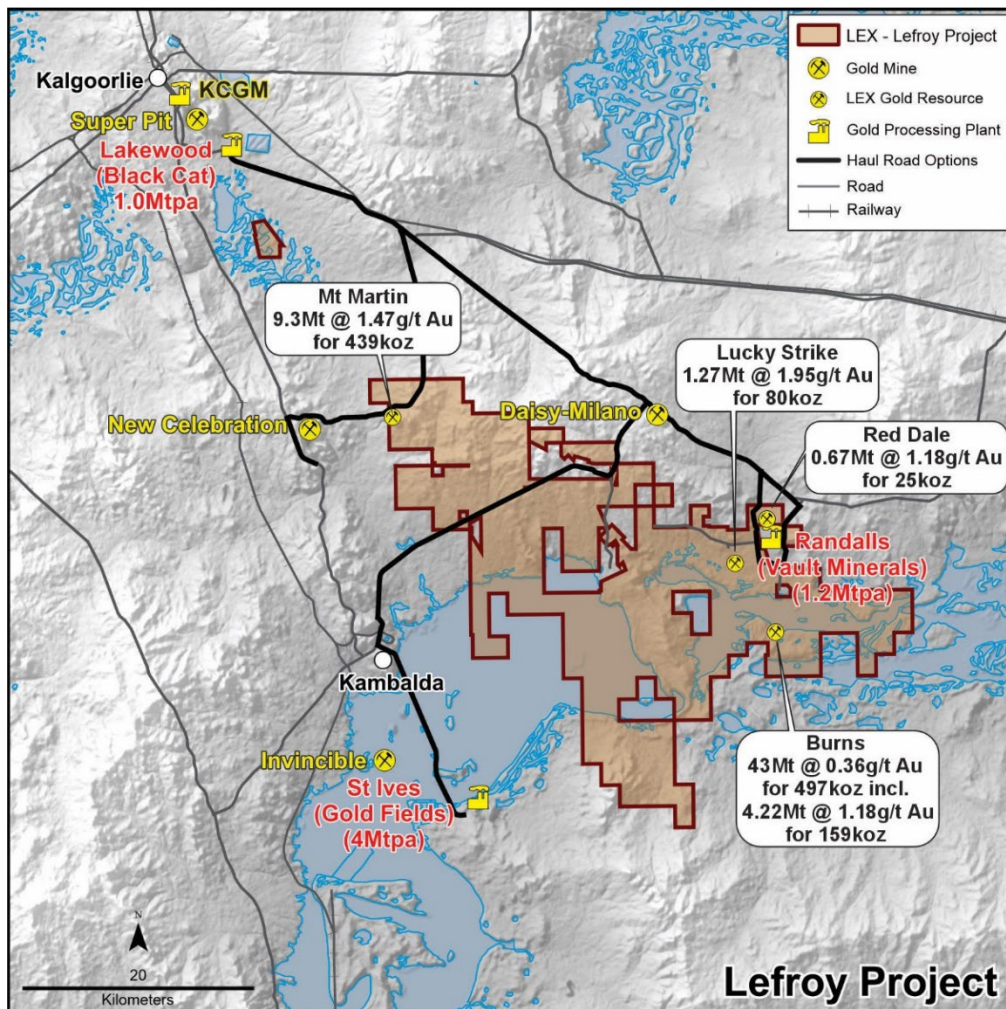 LEX - Lefroy Project
Gold Mine
LEX Gold Resource
Gold Processing Plant
Haul Road Options
Road
Railway
Kalgoorlie
KCGM
Super Pit
Lakewood
(Black Cat)
1.0Mtpa
Mt Martin
9.3Mt @ 1.47g/t Au
for 439koz
Lucky Strike
1.27Mt @ 1.95g/t Au
for 80koz
New Celebration
Daisy-Milano
Red Dale
0.67Mt @ 1.18g/t Au
for 25koz
Randalls
(Vault Minerals)
(1.2Mtpa)
Kambalda
Invincible
St Ives
(Gold Fields)
(4Mtpa)
Burns
43Mt @ 0.36g/t Au
for 497koz incl.
4.22Mt @ 1.18g/t Au
for 159koz
N
20
Kilometers
Lefroy Project